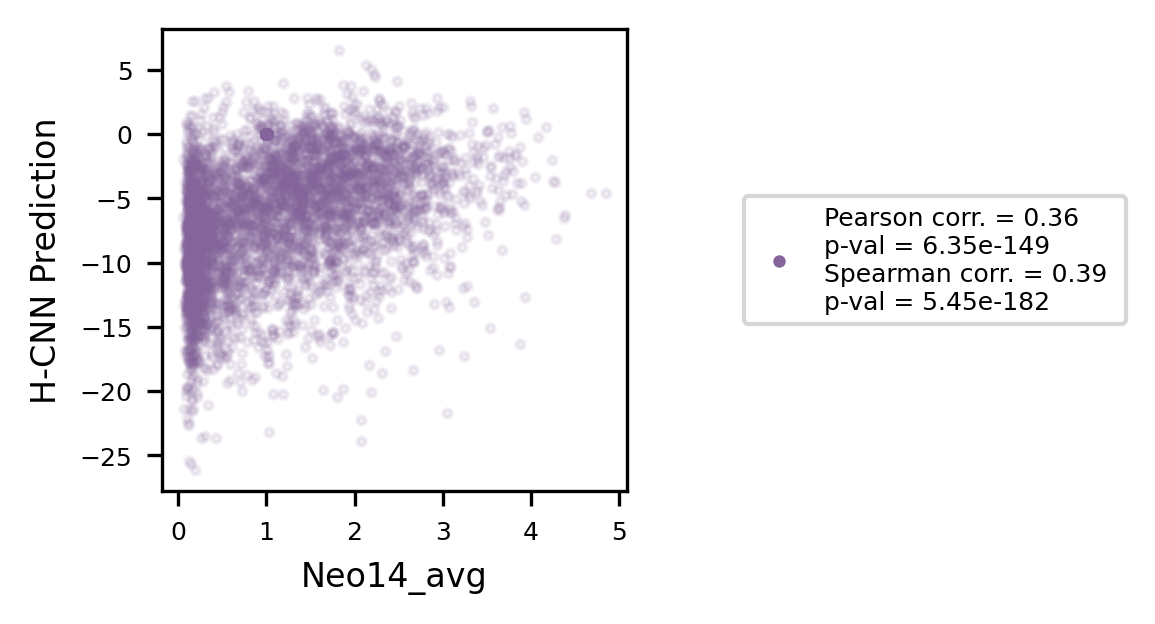 H-CNN Prediction
5
0
−5
−10
−15
−20
−25
0 1 2 3 4 5
Neo14_avg
Pearson corr. = 0.36
p-val = 6.35e-149
Spearman corr. = 0.39
p-val = 5.45e-182